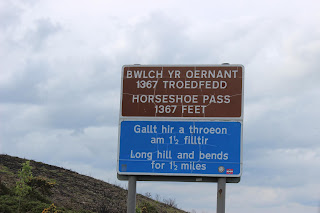 BWLCH YR OERNANT
1367 TROEDFEDD
HORSESHOE PASS
1367 FEET
Gallt hir a throeon
am 1½ filltir
Long hill and bends
for 1½ miles